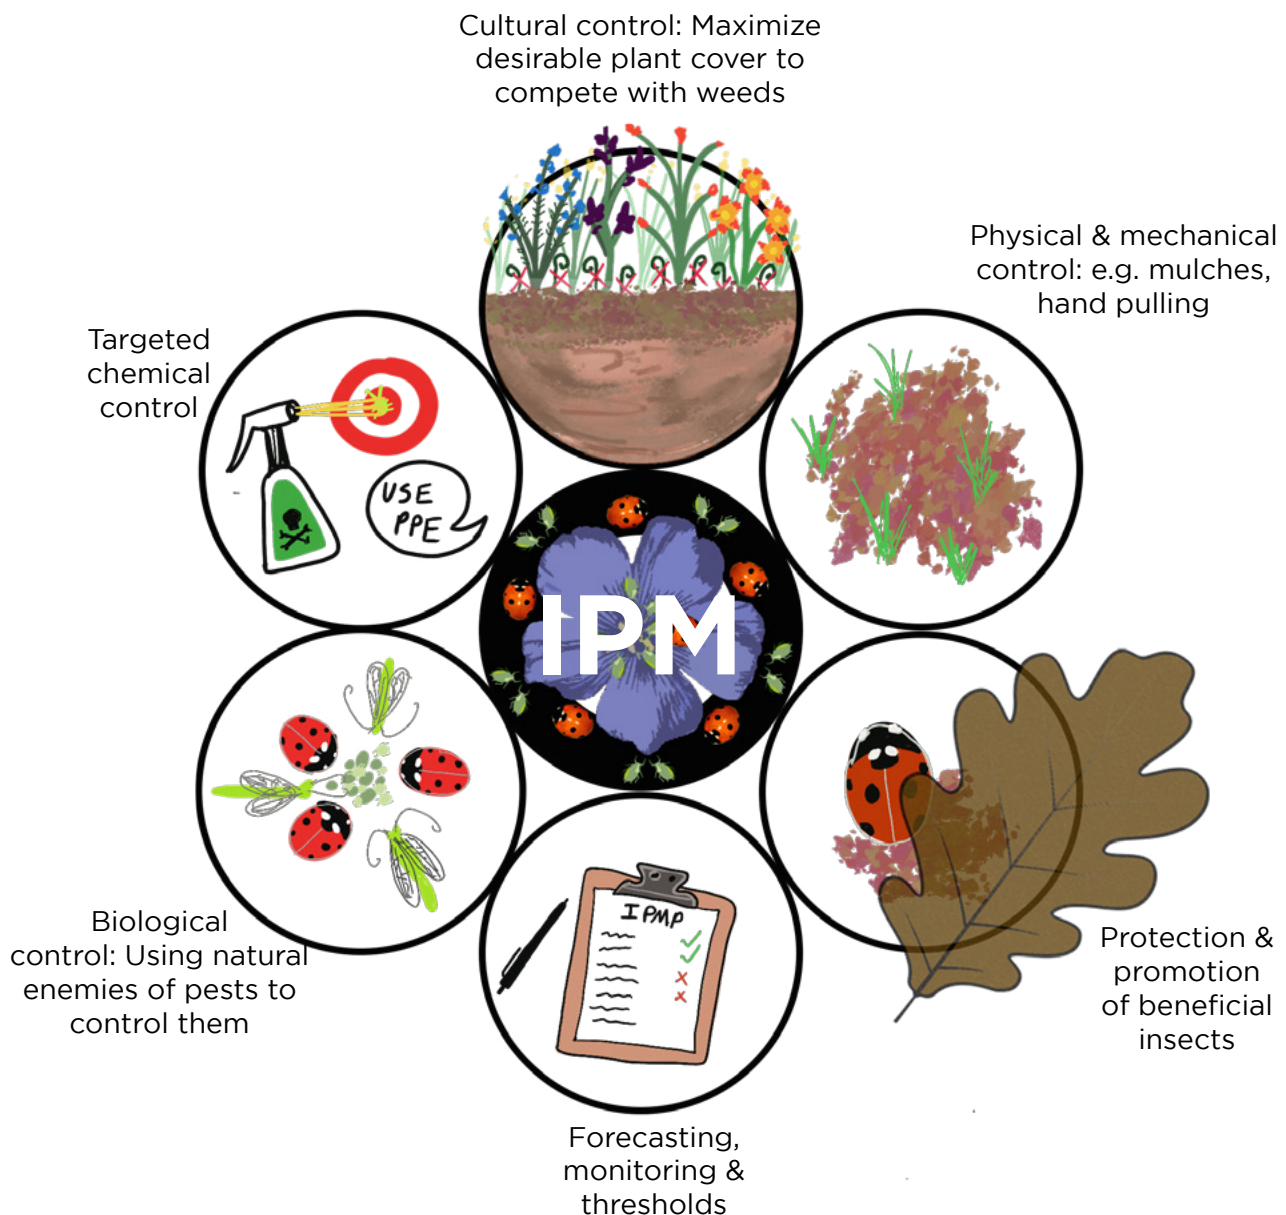 Cultural control: Maximize
desirable plant cover to
compete with weeds
Physical & mechanical
control: e.g. mulches,
hand pulling
Targeted
chemical
control
USE
PPE
IPM
Biological
control: Using natural
enemies of pests to
control them
IPMP
Protection &
promotion
of beneficial
insects
Forecasting,
monitoring &
thresholds